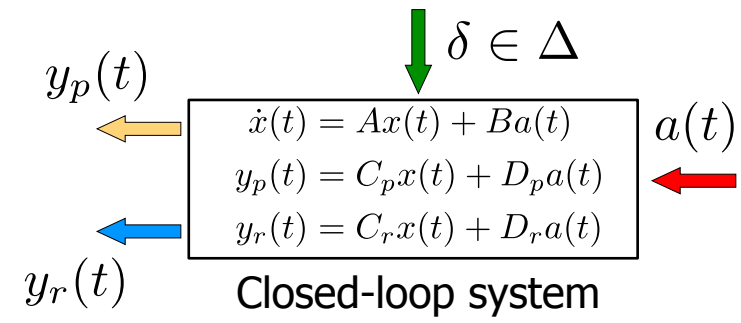 δ ∈ Δ
y_p(t)
ẋ(t) = Ax(t) + Ba(t)
a(t)
y_p(t) = C_p x(t) + D_p a(t)
y_r(t) = C_r x(t) + D_r a(t)
y_r(t)
Closed-loop system